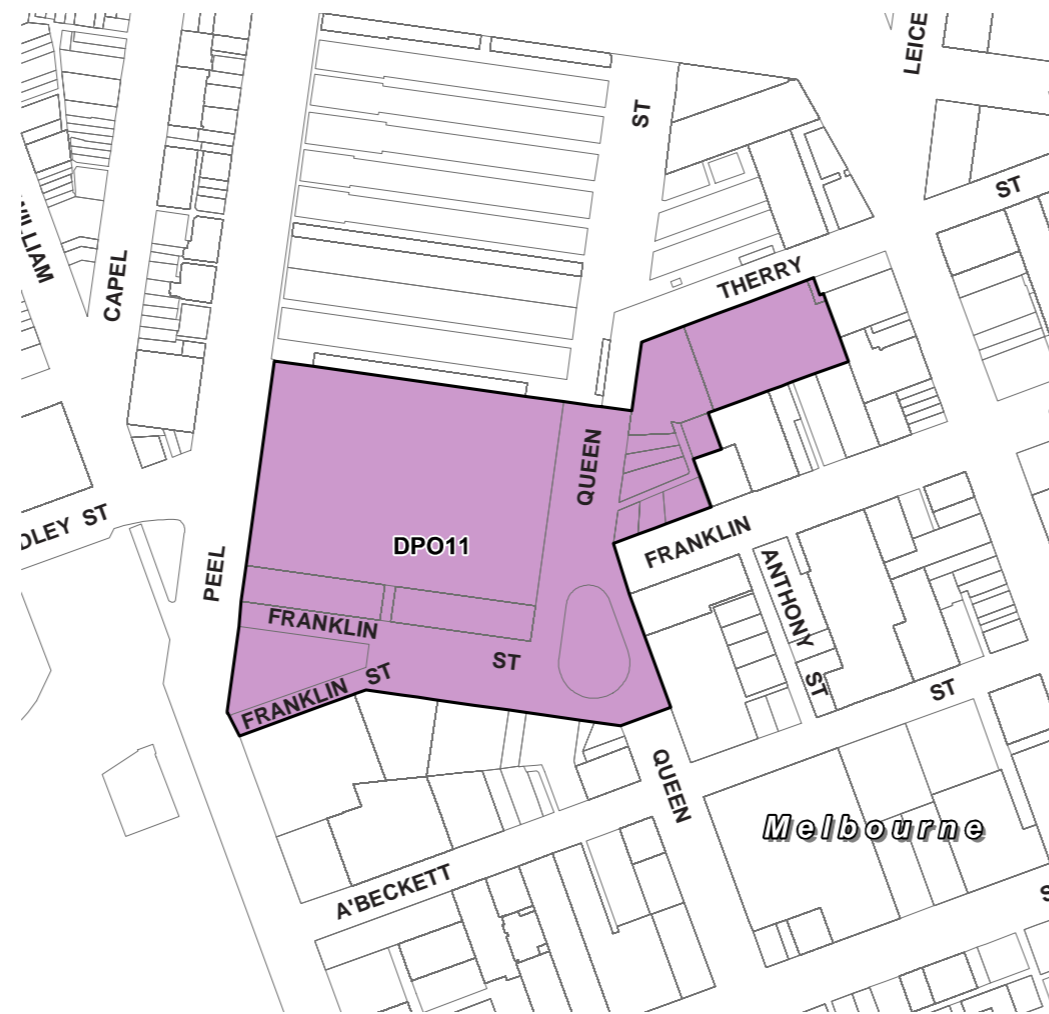 LEICE
ST
ST
WILLIAM
CAPEL
THERRY
QUEEN
DLEY ST
DPO11
FRANKLIN
PEEL
ANTHONY
ST
FRANKLIN
ST
FRANKLIN ST
ST
QUEEN
Melbourne
A'BECKETT
S